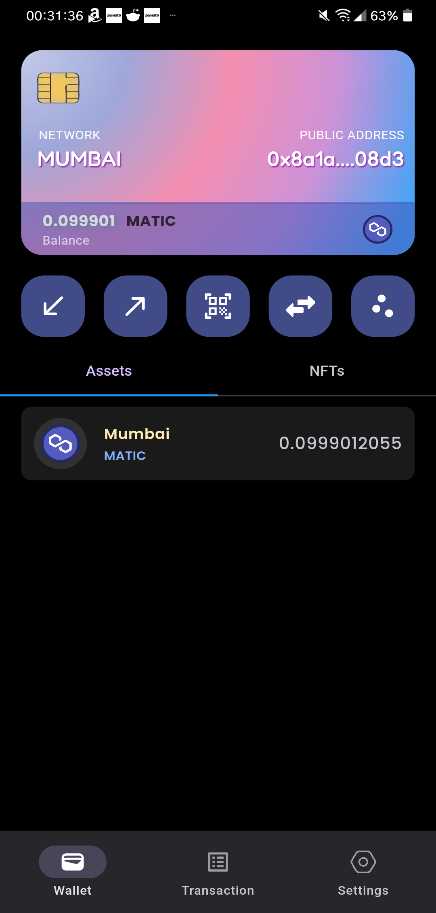 00:31:36 63%
NETWORK PUBLIC ADDRESS
MUMBAI 0x8a1a....08d3
0.099901 MATIC
Balance
Assets NFTs
Mumbai 0.0999012055
MATIC
Wallet Transaction Settings